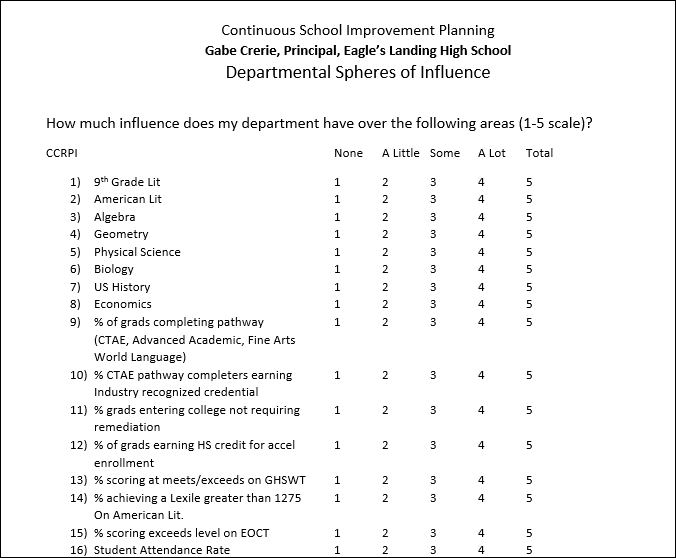 Continuous School Improvement Planning
Gabe Crerie, Principal, Eagle's Landing High School
Departmental Spheres of Influence
How much influence does my department have over the following areas (1-5 scale)?
CCRPI None A Little Some A Lot Total
1) 9th Grade Lit 1 2 3 4 5
2) American Lit 1 2 3 4 5
3) Algebra 1 2 3 4 5
4) Geometry 1 2 3 4 5
5) Physical Science 1 2 3 4 5
6) Biology 1 2 3 4 5
7) US History 1 2 3 4 5
8) Economics 1 2 3 4 5
9) % of grads completing pathway 1 2 3 4 5
(CTAE, Advanced Academic, Fine Arts
World Language)
10) % CTAE pathway completers earning 1 2 3 4 5
Industry recognized credential
11) % grads entering college not requiring 1 2 3 4 5
remediation
12) % of grads earning HS credit for accel 1 2 3 4 5
enrollment
13) % scoring at meets/exceeds on GHSWT 1 2 3 4 5
14) % achieving a Lexile greater than 1275 1 2 3 4 5
On American Lit.
15) % scoring exceeds level on EOCT 1 2 3 4 5
16) Student Attendance Rate 1 2 3 4 5